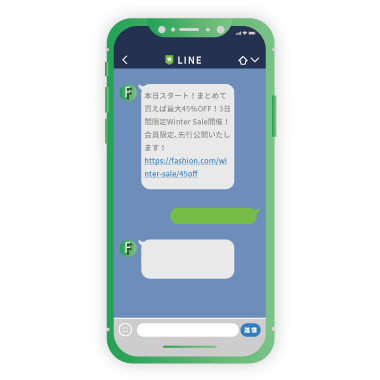 LINE
F
本日スタート！まとめて
買えば最大45%OFF！3日
間限定Winter Sale開催！
会員限定、先行公開いたし
ます！
https://fashion.com/wi
nter-sale/45off
F
送信